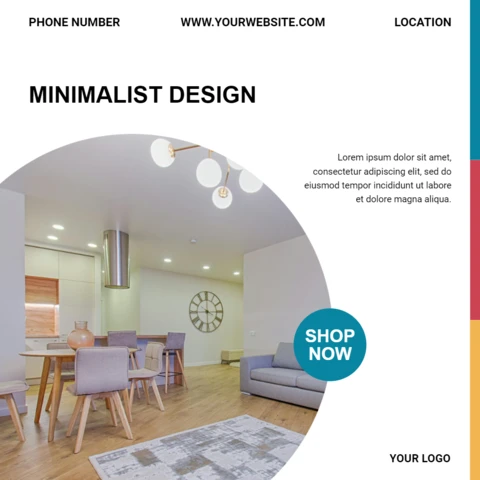 PHONE NUMBER
WWW.YOURWEBSITE.COM
LOCATION
MINIMALIST DESIGN
Lorem ipsum dolor sit amet,
consectetur adipiscing elit, sed do
eiusmod tempor incididunt ut labore
et dolore magna aliqua.
SHOP
NOW
YOUR LOGO